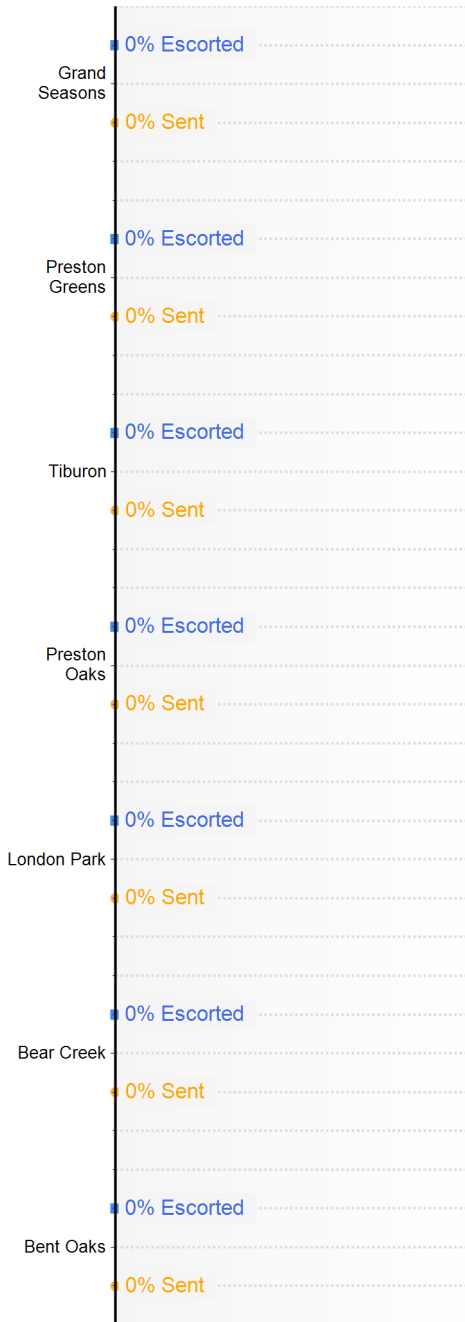 0% Escorted
Grand
Seasons
0% Sent
0% Escorted
Preston
Greens
0% Sent
0% Escorted
Tiburon
0% Sent
0% Escorted
Preston
Oaks
0% Sent
0% Escorted
London Park
0% Sent
0% Escorted
Bear Creek
0% Sent
0% Escorted
Bent Oaks
0% Sent